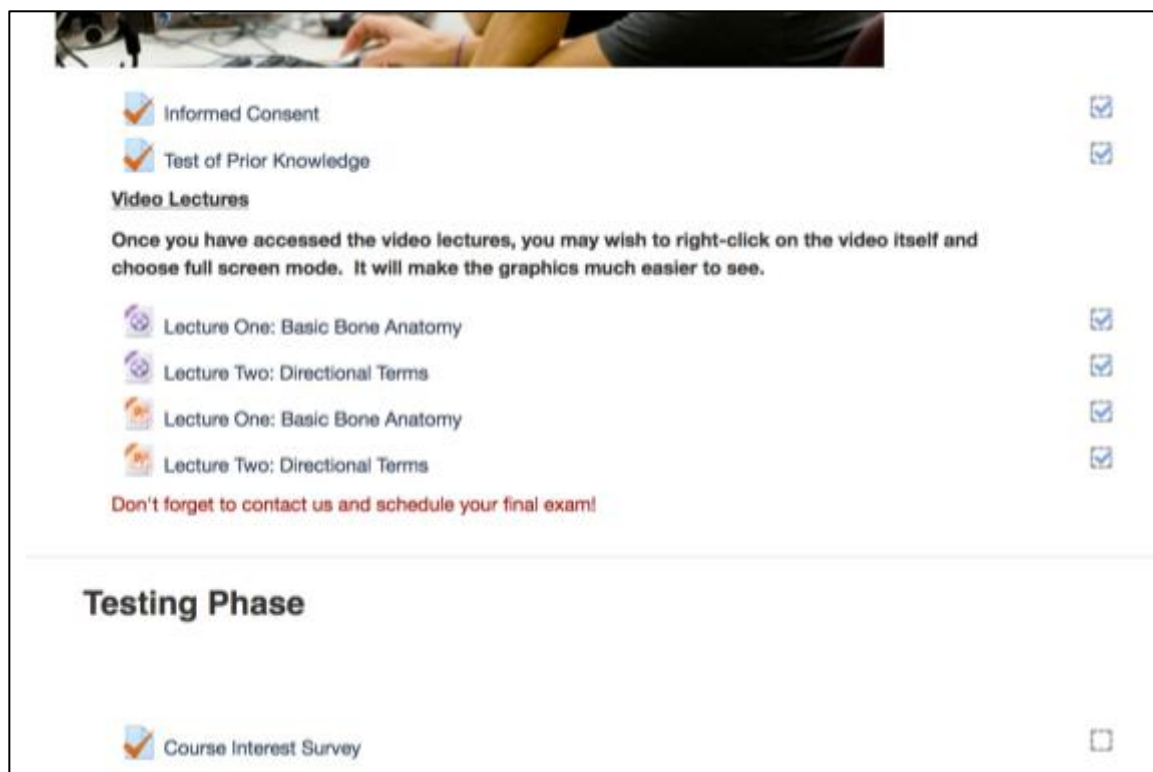 Informed Consent
Test of Prior Knowledge
Video Lectures
Once you have accessed the video lectures, you may wish to right-click on the video itself and
choose full screen mode.  It will make the graphics much easier to see.
Lecture One: Basic Bone Anatomy
Lecture Two: Directional Terms
Lecture One: Basic Bone Anatomy
Lecture Two: Directional Terms
Don't forget to contact us and schedule your final exam!
Testing Phase
Course Interest Survey